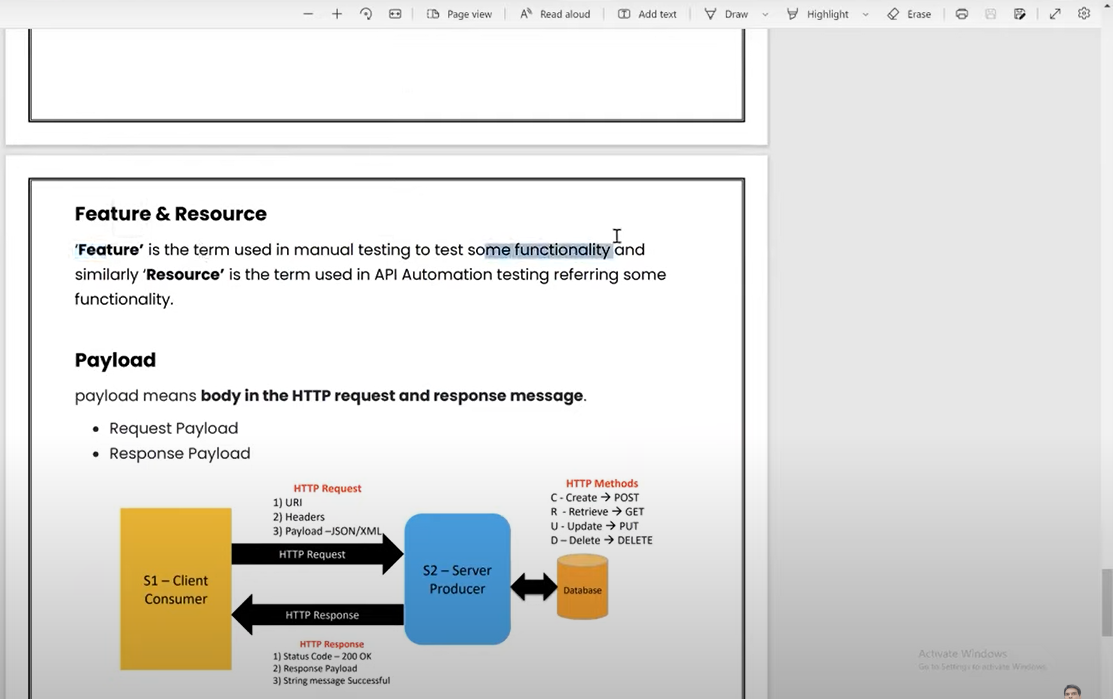 Page view
Read aloud
Add text
Draw
Highlight
Erase
Feature & Resource
‘Feature’ is the term used in manual testing to test some functionality and
similarly ‘Resource’ is the term used in API Automation testing referring some
functionality.
Payload
payload means body in the HTTP request and response message.
• Request Payload
• Response Payload
HTTP Request
1) URI
2) Headers
3) Payload –JSON/XML
HTTP Request
HTTP Methods
C - Create → POST
R - Retrieve → GET
U - Update → PUT
D – Delete → DELETE
S1 – Client
Consumer
S2 – Server
Producer
Database
HTTP Response
HTTP Response
1) Status Code – 200 OK
2) Response Payload
3) String message Successful
Activate Windows
Go to Settings to activate Windows.